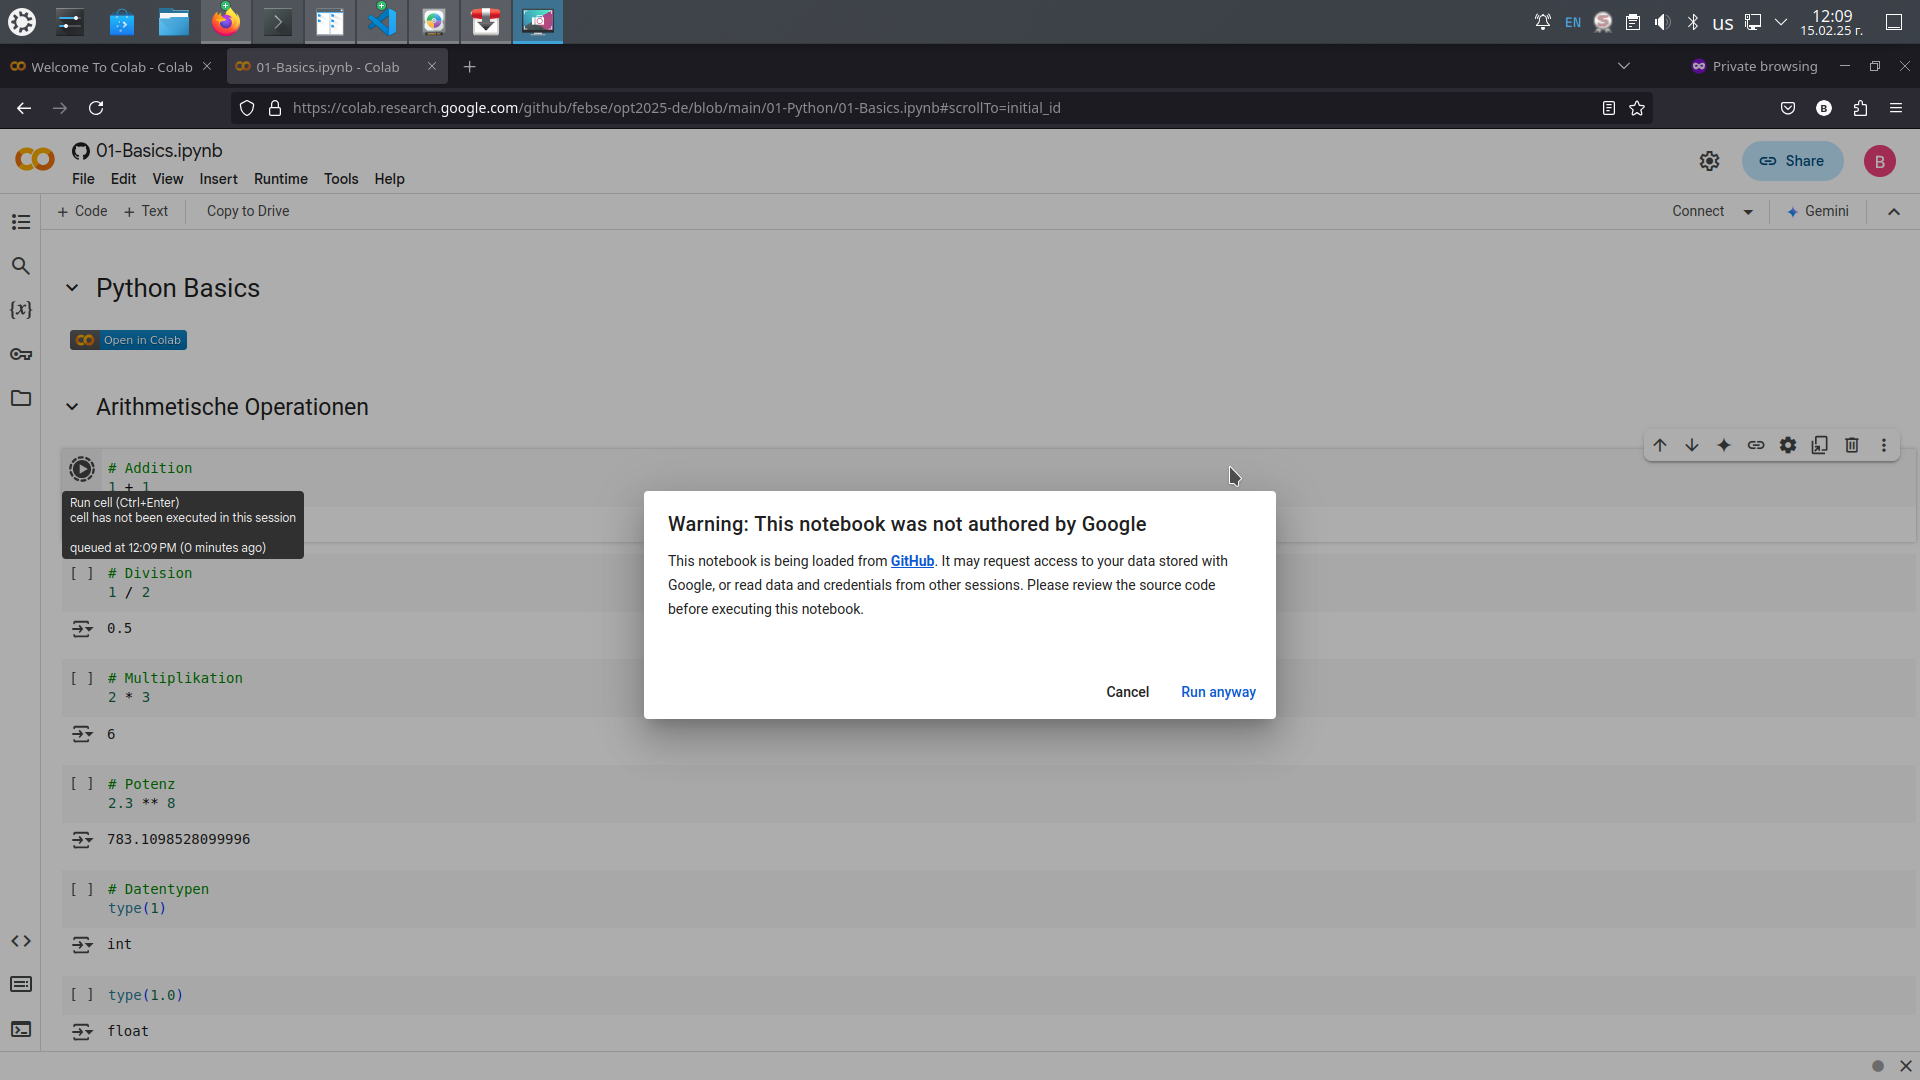 EN
us
12:09
15.02.25 г.
Welcome To Colab - Colab
01-Basics.ipynb - Colab
Private browsing
https://colab.research.google.com/github/febse/opt2025-de/blob/main/01-Python/01-Basics.ipynb#scrollTo=initial_id
B
01-Basics.ipynb
File Edit View Insert Runtime Tools Help
Share
B
+ Code + Text Copy to Drive
Connect
Gemini
{x}
Python Basics
Open in Colab
Arithmetische Operationen
# Addition
1 + 1
Run cell (Ctrl+Enter)
cell has not been executed in this session
queued at 12:09 PM (0 minutes ago)
[ ] # Division
1 / 2
0.5
[ ] # Multiplikation
2 * 3
6
[ ] # Potenz
2.3 ** 8
783.1098528099996
[ ] # Datentypen
type(1)
int
[ ] type(1.0)
float
Warning: This notebook was not authored by Google
This notebook is being loaded from GitHub. It may request access to your data stored with
Google, or read data and credentials from other sessions. Please review the source code
before executing this notebook.
Cancel
Run anyway